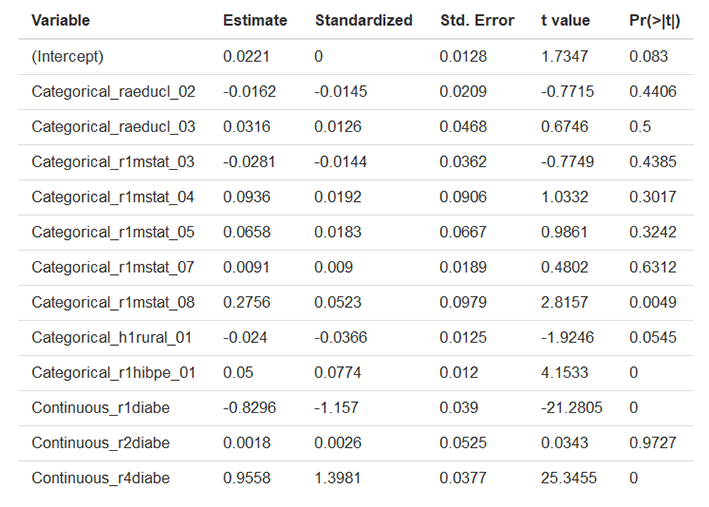 Variable Estimate Standardized Std. Error t value Pr(>|t|)
(Intercept) 0.0221 0 0.0128 1.7347 0.083
Categorical_raeducl_02 -0.0162 -0.0145 0.0209 -0.7715 0.4406
Categorical_raeducl_03 0.0316 0.0126 0.0468 0.6746 0.5
Categorical_r1mstat_03 -0.0281 -0.0144 0.0362 -0.7749 0.4385
Categorical_r1mstat_04 0.0936 0.0192 0.0906 1.0332 0.3017
Categorical_r1mstat_05 0.0658 0.0183 0.0667 0.9861 0.3242
Categorical_r1mstat_07 0.0091 0.009 0.0189 0.4802 0.6312
Categorical_r1mstat_08 0.2756 0.0523 0.0979 2.8157 0.0049
Categorical_h1rural_01 -0.024 -0.0366 0.0125 -1.9246 0.0545
Categorical_r1hibpe_01 0.05 0.0774 0.012 4.1533 0
Continuous_r1diabe -0.8296 -1.157 0.039 -21.2805 0
Continuous_r2diabe 0.0018 0.0026 0.0525 0.0343 0.9727
Continuous_r4diabe 0.9558 1.3981 0.0377 25.3455 0